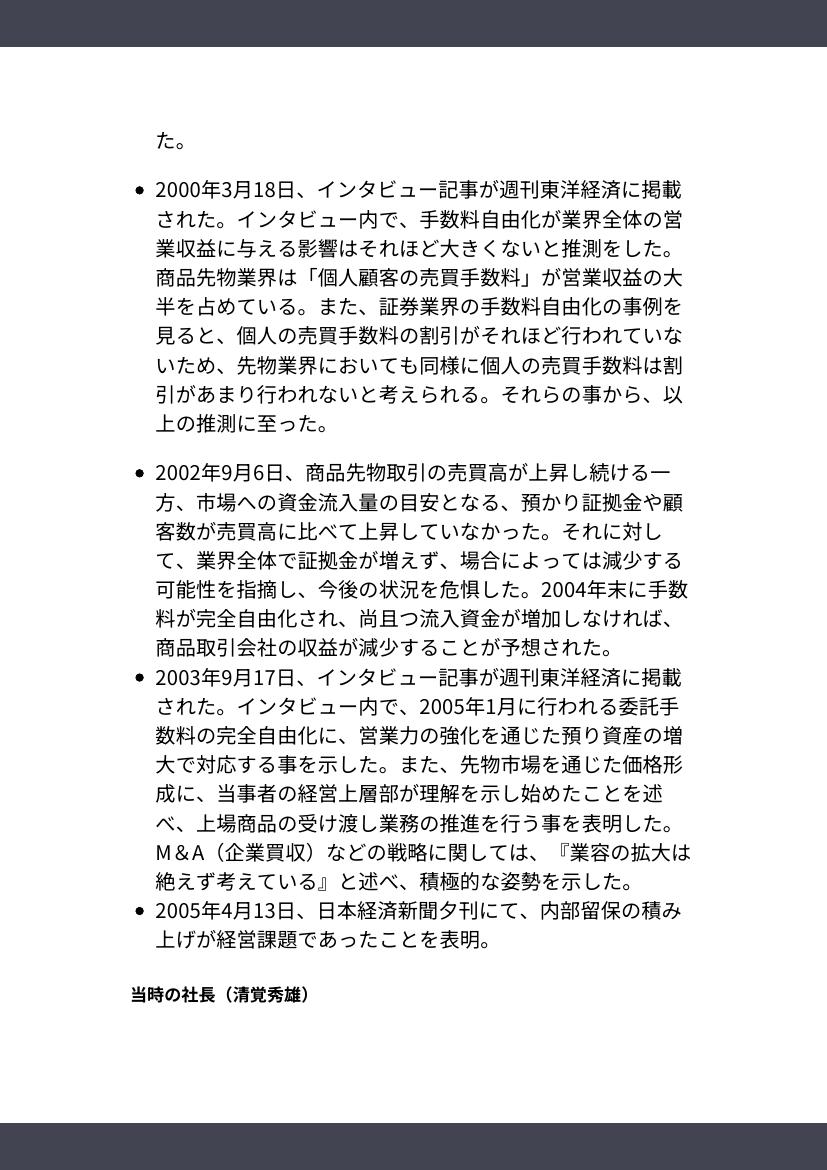 た。
• 2000年3月18日、インタビュー記事が週刊東洋経済に掲載
された。インタビュー内で、手数料自由化が業界全体の営
業収益に与える影響はそれほど大きくないと推測をした。
商品先物業界は「個人顧客の売買手数料」が営業収益の大
半を占めている。また、証券業界の手数料自由化の事例を
見ると、個人の売買手数料の割引がそれほど行われていな
いため、先物業界においても同様に個人の売買手数料は割
引があまり行われないと考えられる。それらの事から、以
上の推測に至った。
• 2002年9月6日、商品先物取引の売買高が上昇し続ける一
方、市場への資金流入量の目安となる、預かり証拠金や顧
客数が売買高に比べて上昇していなかった。それに対し
て、業界全体で証拠金が増えず、場合によっては減少する
可能性を指摘し、今後の状況を危惧した。2004年末に手数
料が完全自由化され、尚且つ流入資金が増加しなければ、
商品取引会社の収益が減少することが予想された。
• 2003年9月17日、インタビュー記事が週刊東洋経済に掲載
された。インタビュー内で、2005年1月に行われる委託手
数料の完全自由化に、営業力の強化を通じた預り資産の増
大で対応する事を示した。また、先物市場を通じた価格形
成に、当事者の経営上層部が理解を示し始めたことを述
べ、上場商品の受け渡し業務の推進を行う事を表明した。
M＆A（企業買収）などの戦略に関しては、『業容の拡大は
絶えず考えている』と述べ、積極的な姿勢を示した。
• 2005年4月13日、日本経済新聞夕刊にて、内部留保の積み
上げが経営課題であったことを表明。
当時の社長（清覚秀雄）